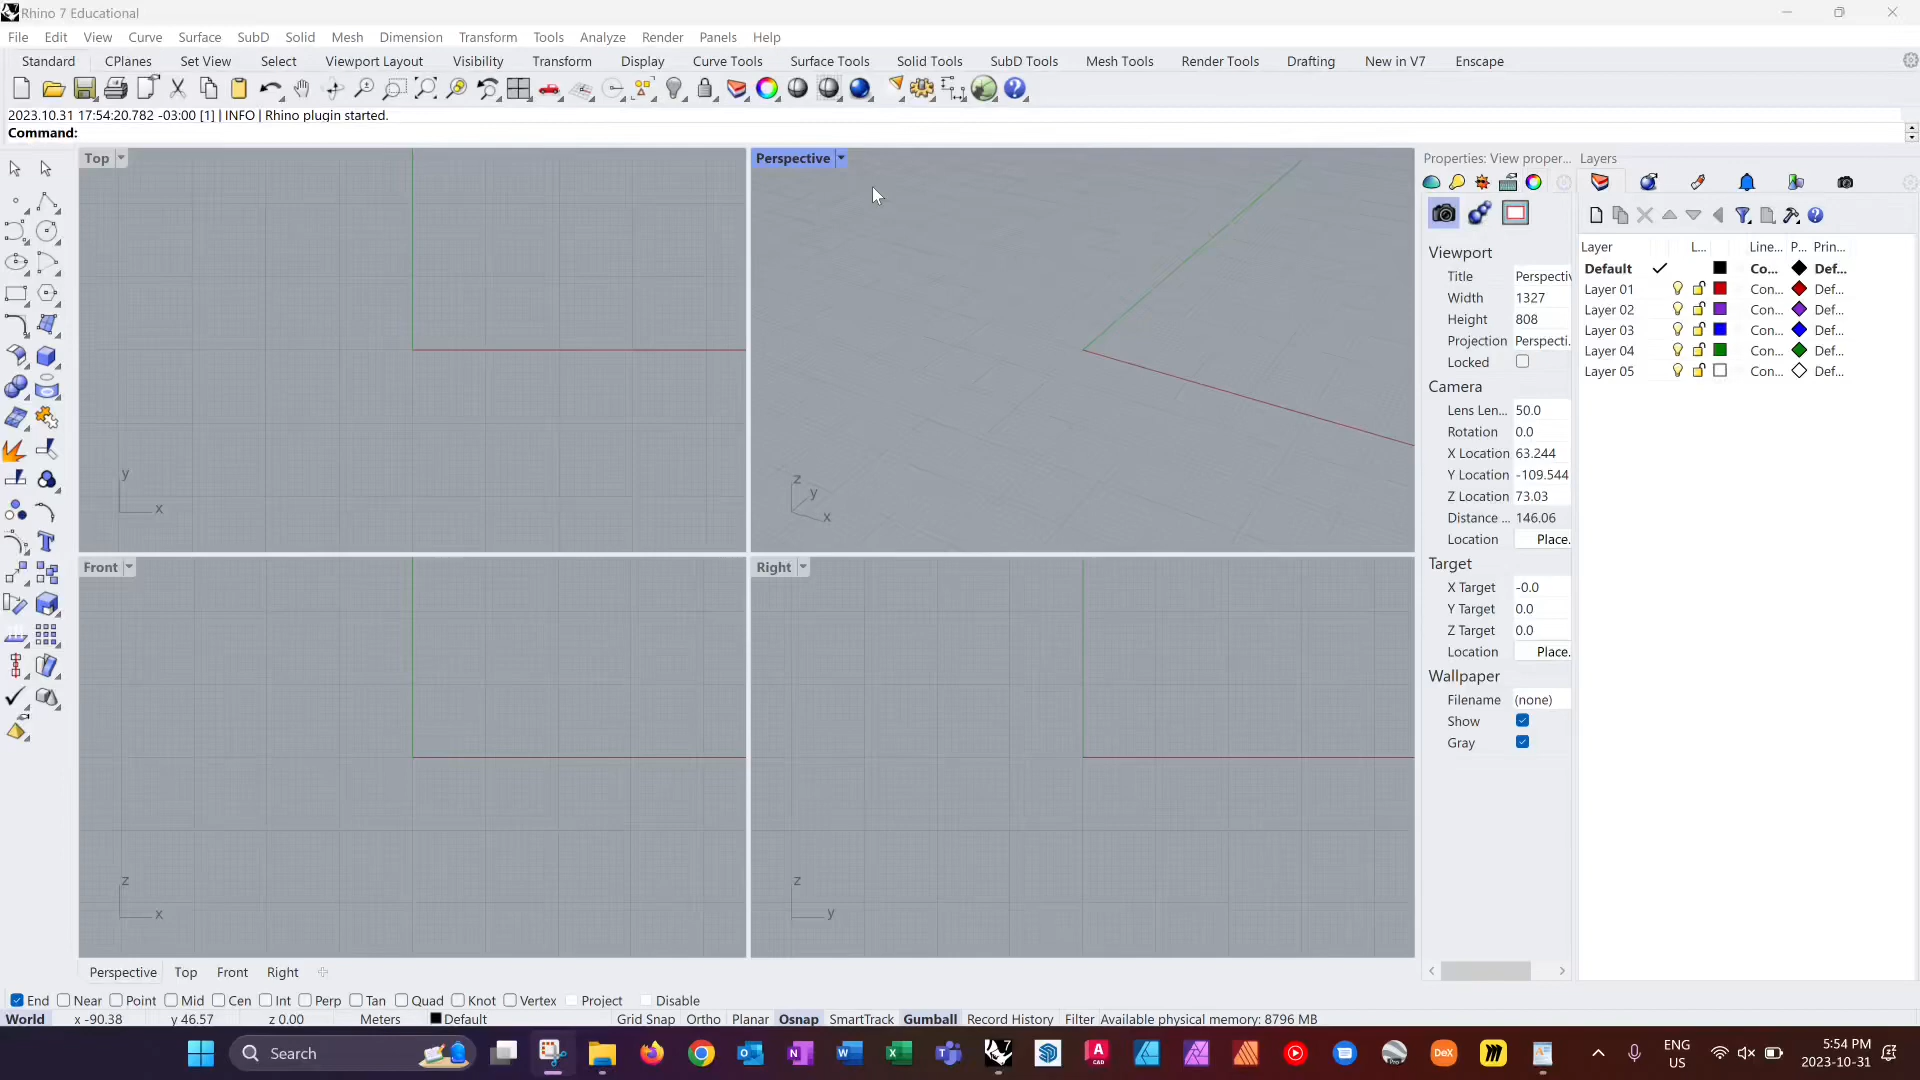 Rhino 7 Educational
File Edit View Curve Surface SubD Solid Mesh Dimension Transform Tools Analyze Render Panels Help
Standard CPlanes Set View Select Viewport Layout Visibility Transform Display Curve Tools Surface Tools Solid Tools SubD Tools Mesh Tools Render Tools Drafting New in V7 Enscape
2023.10.31 17:54:20.782 -03:00 [1] | INFO | Rhino plugin started.
Command:
Top
Perspective
Properties: View proper... Layers
Viewport
Title Perspectiv
Width 1327
Height 808
Projection Perspecti.
Locked
Camera
Lens Len... 50.0
Rotation 0.0
X Location 63.244
Y Location -109.544
Z Location 73.03
Distance ... 146.06
Location Place.
Target
X Target -0.0
Y Target 0.0
Z Target 0.0
Location Place.
Wallpaper
Filename (none)
Show
Gray
Layer L... Line... P... Prin...
Default Co... Def...
Layer 01 Con... Def...
Layer 02 Con... Def...
Layer 03 Con... Def...
Layer 04 Con... Def...
Layer 05 Con... Def...
y
x
z
y
x
Front
Right
z
x
z
y
Perspective Top Front Right
End Near Point Mid Cen Int Perp Tan Quad Knot Vertex Project Disable
World x -90.38 y 46.57 z 0.00 Meters Default Grid Snap Ortho Planar Osnap SmartTrack Gumball Record History Filter Available physical memory: 8796 MB
Search
ENG
US
5:54 PM
2023-10-31